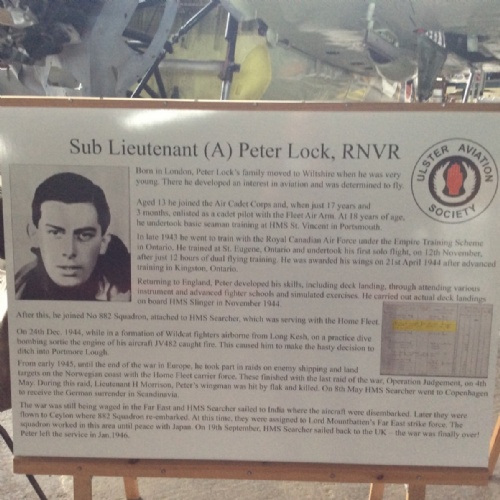 Sub Lieutenant (A) Peter Lock, RNVR
ULSTER AVIATION
SOCIETY
Born in London, Peter Lock's family moved to Wiltshire when he was very
young. There he developed an interest in aviation and was determined to fly.
Aged 13 he joined the Air Cadet Corps and, when just 17 years and
3 months, enlisted as a cadet pilot with the Fleet Air Arm. At 18 years of age,
he undertook basic seaman training at HMS St. Vincent in Portsmouth.
In late 1943 he went to train with the Royal Canadian Air Force under the Empire Training Scheme
in Ontario. He trained at St. Eugene, Ontario and undertook his first solo flight, on 12th November,
after just 12 hours of dual flying training. He was awarded his wings on 21st April 1944 after advanced
training in Kingston, Ontario.
Returning to England, Peter developed his skills, including deck landing, through attending various
instrument and advanced fighter schools and simulated exercises. He carried out actual deck landings
on board HMS Slinger in November 1944.
After this, he joined No 882 Squadron, attached to HMS Searcher, which was serving with the Home Fleet.
On 24th Dec. 1944, while in a formation of Wildcat fighters airborne from Long Kesh, on a practice dive
bombing sortie the engine of his aircraft JV482 caught fire. This caused him to make the hasty decision to
ditch into Portmore Lough.
From early 1945, until the end of the war in Europe, he took part in raids on enemy shipping and land
targets on the Norwegian coast with the Home Fleet carrier force. These finished with the last raid of the war, Operation Judgement, on 4th
May. During this raid, Lieutenant H Morrison, Peter's wingman was hit by flak and killed. On 8th May HMS Searcher went to Copenhagen
to receive the German surrender in Scandinavia.
The war was still being waged in the Far East and HMS Searcher sailed to India where the aircraft were disembarked. Later they were
flown to Ceylon where 882 Squadron re-embarked. At this time, they were assigned to Lord Mountbatten's Far East strike force. The
squadron worked in this area until peace with Japan. On 19th September, HMS Searcher sailed back to the UK – the war was finally over!
Peter left the service in Jan.1946.